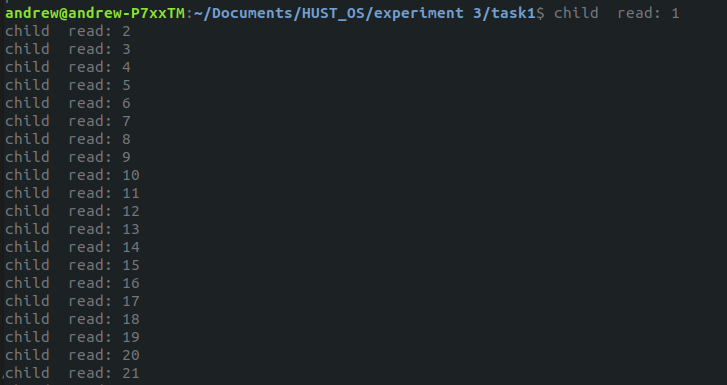 andrew@andrew-P7xxTM:~/Documents/HUST_OS/experiment 3/task1$ child  read: 1
child  read: 2
child  read: 3
child  read: 4
child  read: 5
child  read: 6
child  read: 7
child  read: 8
child  read: 9
child  read: 10
child  read: 11
child  read: 12
child  read: 13
child  read: 14
child  read: 15
child  read: 16
child  read: 17
child  read: 18
child  read: 19
child  read: 20
child  read: 21